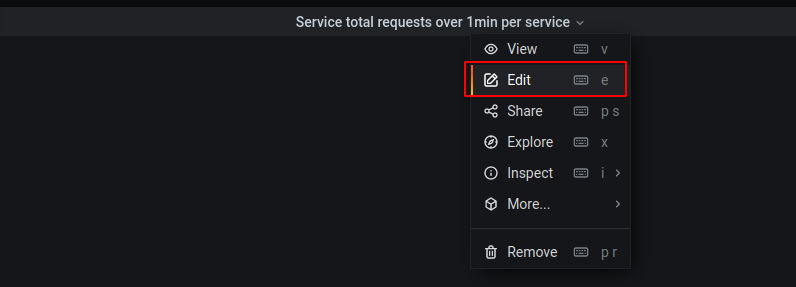 Service total requests over 1min per service
View v
Edit e
Share p s
Explore x
Inspect i
More...
Remove p r